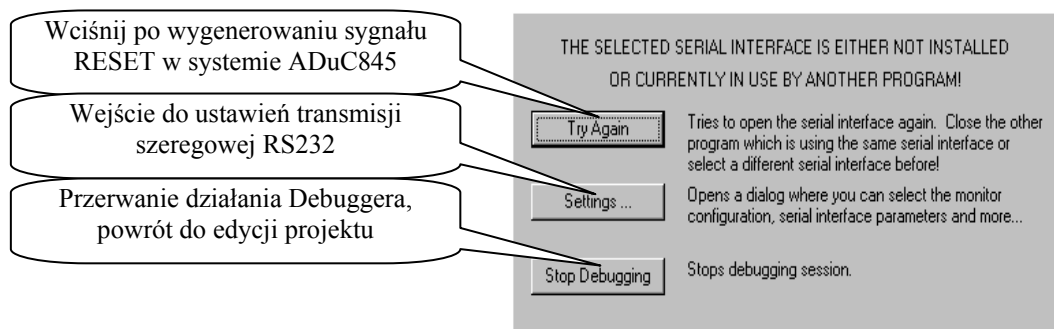 Wciśnij po wygenerowaniu sygnału
RESET w systemie ADuC845
Wejście do ustawień transmisji
szeregowej RS232
Przerwanie działania Debuggera,
powrót do edycji projektu
THE SELECTED SERIAL INTERFACE IS EITHER NOT INSTALLED
OR CURRENTLY IN USE BY ANOTHER PROGRAM!
Try Again
Tries to open the serial interface again. Close the other
program which is using the same serial interface or
select a different serial interface before!
Settings ...
Opens a dialog where you can select the monitor
configuration, serial interface parameters and more...
Stop Debugging
Stops debugging session.